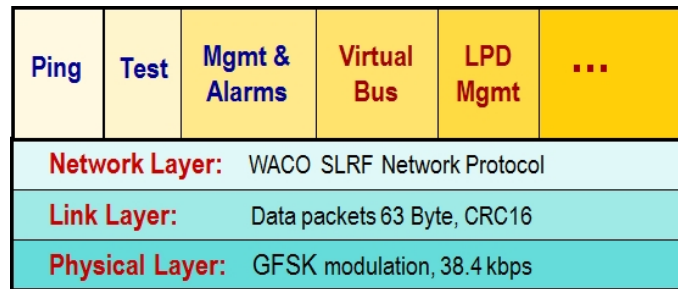 Ping
Test
Mgmt &
Alarms
Virtual
Bus
LPD
Mgmt
...
Network Layer: WACO SLRF Network Protocol
Link Layer: Data packets 63 Byte, CRC16
Physical Layer: GFSK modulation, 38.4 kbps